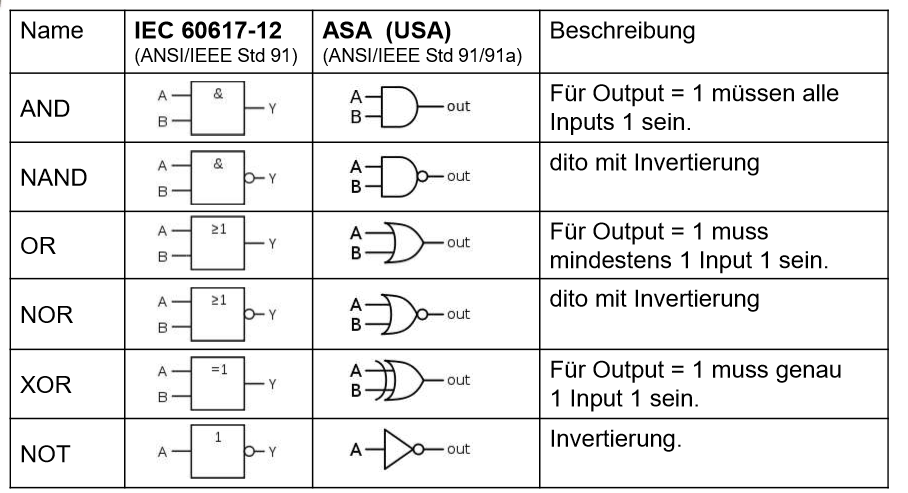 Name IEC 60617-12 ASA (USA) Beschreibung
(ANSI/IEEE Std 91) (ANSI/IEEE Std 91/91a)
AND
A & Y
B
A out
B
Für Output = 1 müssen alle
Inputs 1 sein.
NAND
A & Y
B
A out
B
dito mit Invertierung
OR
A ≥1 Y
B
A out
B
Für Output = 1 muss
mindestens 1 Input 1 sein.
NOR
A ≥1 Y
B
A out
B
dito mit Invertierung
XOR
A =1 Y
B
A out
B
Für Output = 1 muss genau
1 Input 1 sein.
NOT
A 1 Y
A out
Invertierung.